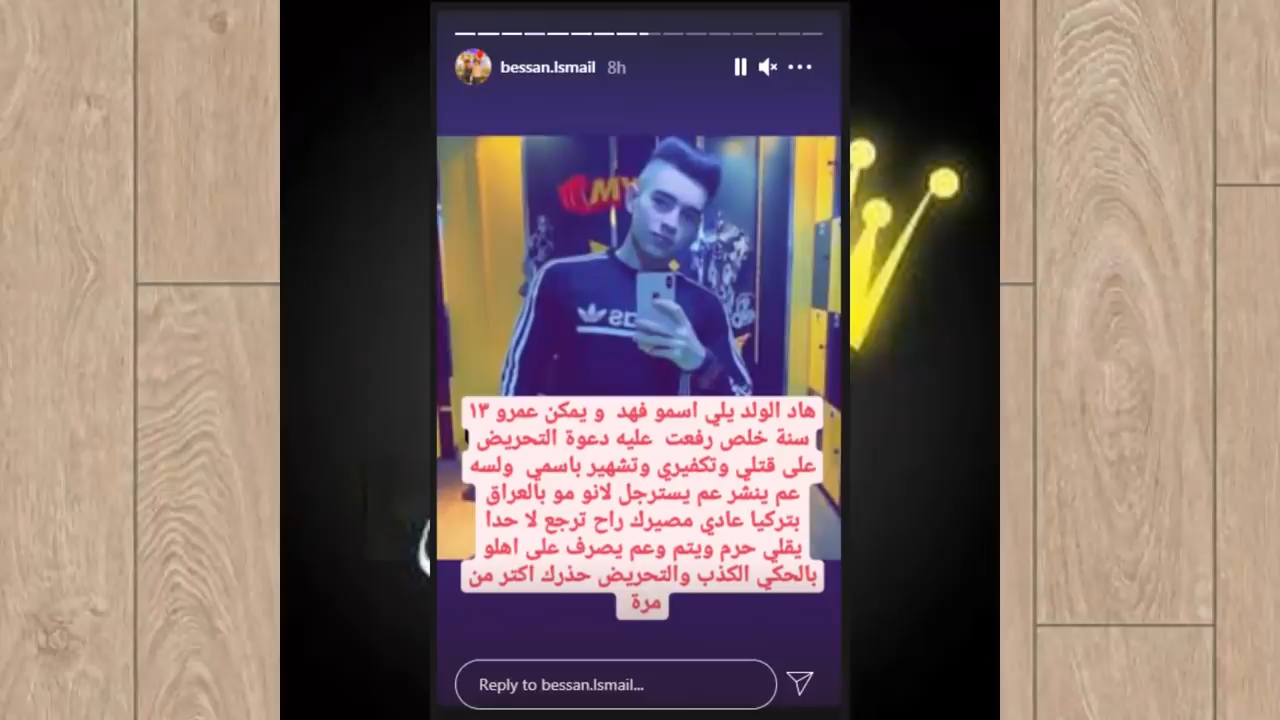 bessan.Ismail 8h
هاد الولد يلي اسمو فهد و يمكن عمرو ١٣
سنة خلص رفعت عليه دعوة التحريض
على قتلي وتكفيري وتشهير باسمي ولسه
عم ينشر عم يسترجل لانو مو بالعراق
بتركيا عادي مصيرك راح ترجع لا حدا
يقلي حرم ويتم وعم يصرف على اهلو
بالحكي الكذب والتحريض حذرك اكتر من
مرة
Reply to bessan.Ismail...